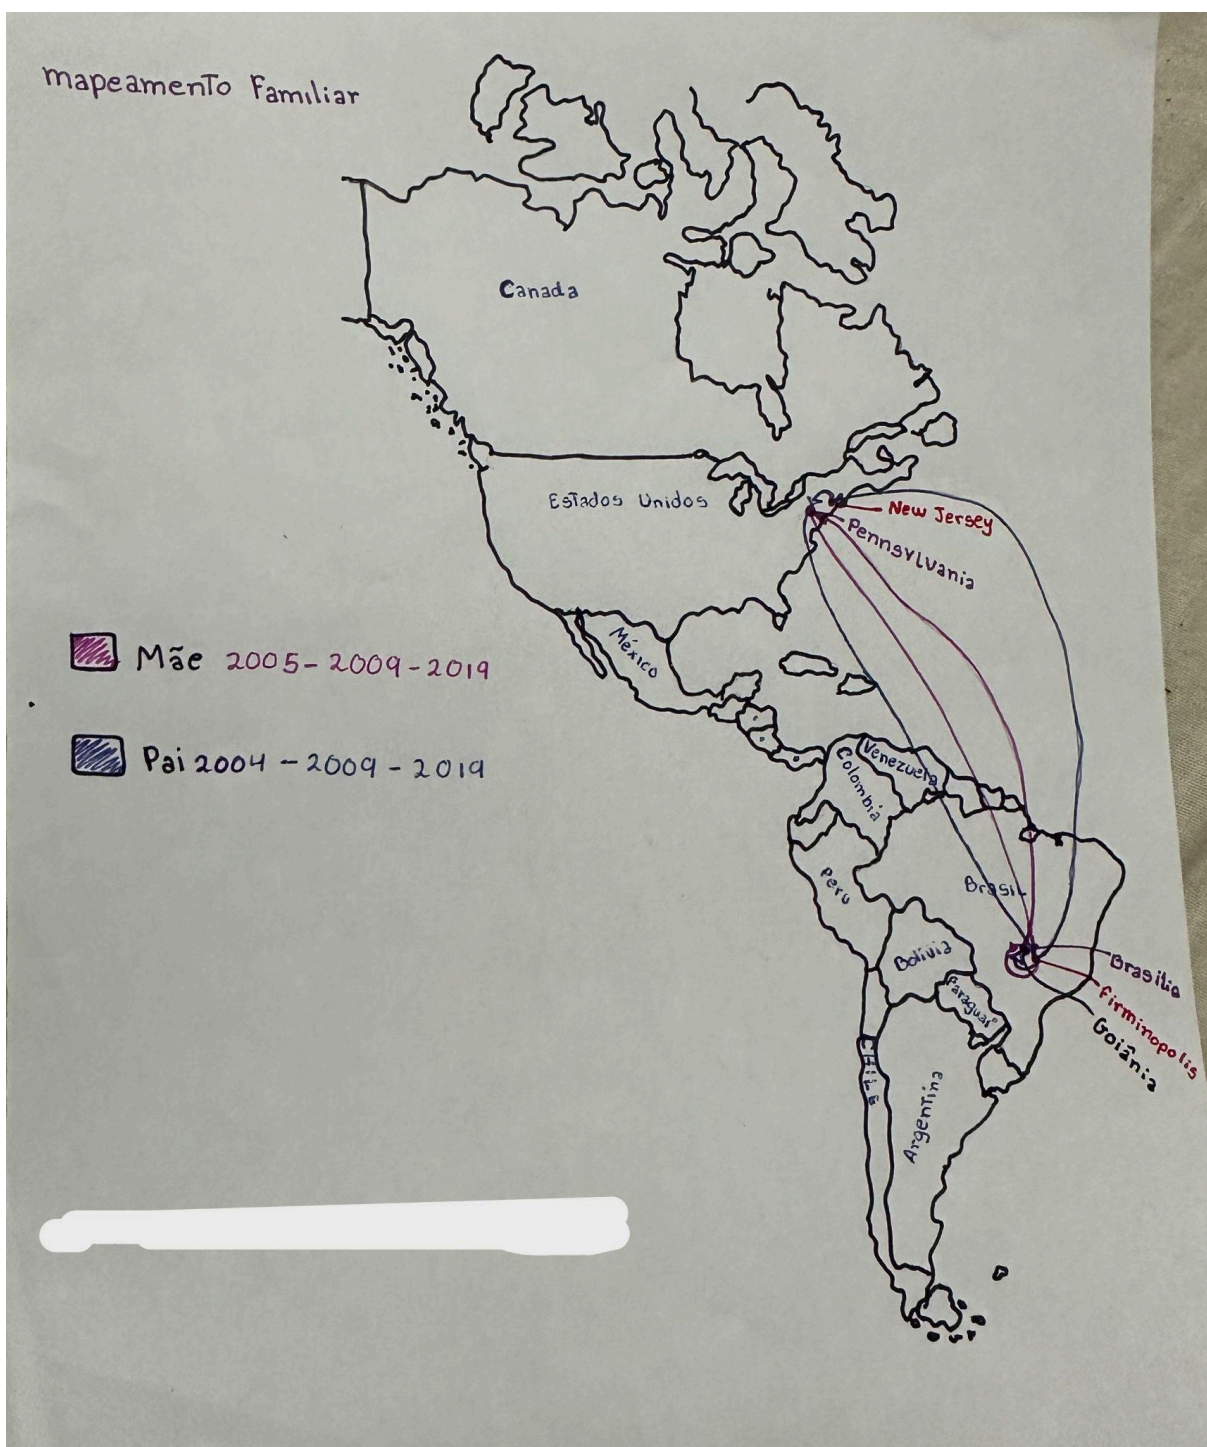 mapeamento Familiar
Canada
Estados Unidos
New Jersey
Pennsylvania
México
Mãe 2005-2009-2019
Pai 2004-2009-2019
Venezuela
Colombia
Peru
Brasil
Bolívia
Brasilia
Paraguai
Firminopolis
Goiânia
CHILE
Argentina